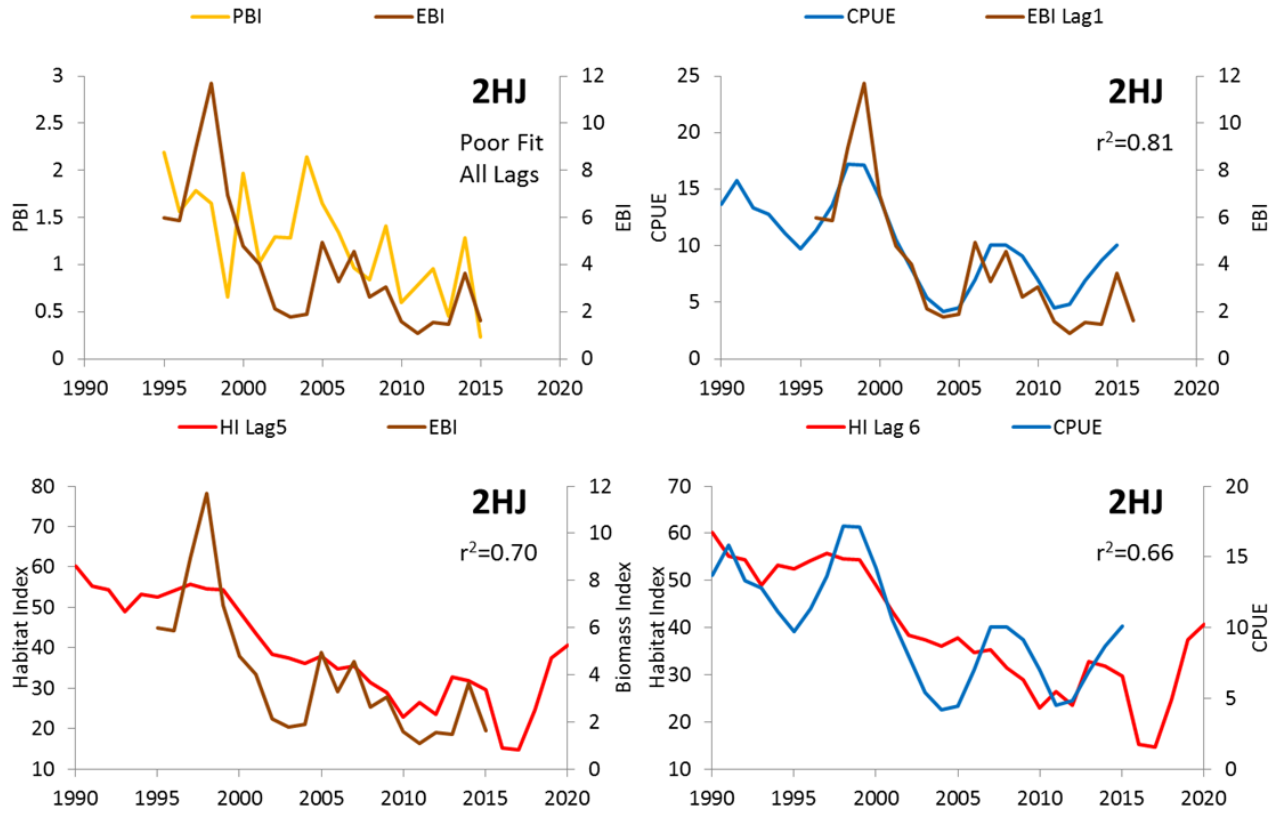 PBI EBI
3 12
2HJ
2.5 10
Poor Fit
All Lags
2 8
1.5 6
PBI
EBI
1 4
0.5 2
0 0
1990 1995 2000 2005 2010 2015 2020
CPUE EBI Lag1
25 12
2HJ
10
20
r2=0.81
8
15
6
CPUE
EBI
10
4
5
2
0 0
1990 1995 2000 2005 2010 2015 2020
HI Lag5 EBI
80 12
2HJ
70 10
r2=0.70
60 8
50
6
Habitat Index
Biomass Index
40
4
30
20 2
10 0
1990 1995 2000 2005 2010 2015 2020
HI Lag 6 CPUE
70 20
2HJ
60
r2=0.66
15
50
40 10
Habitat Index
CPUE
30
5
20
10 0
1990 1995 2000 2005 2010 2015 2020